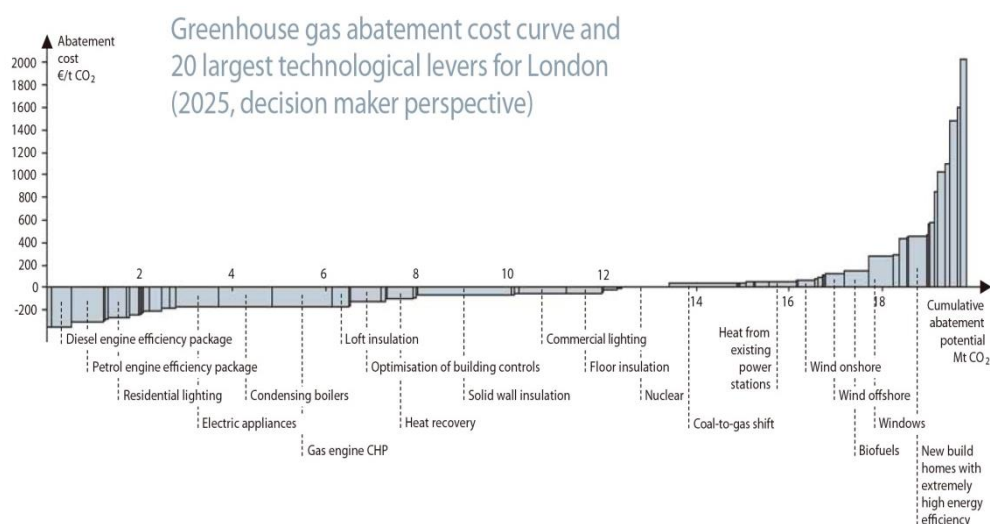 Greenhouse gas abatement cost curve and
20 largest technological levers for London
(2025, decision maker perspective)
Abatement
cost
€/t CO₂
2000
1800
1600
1400
1200
1000
800
600
400
200
0
-200
2
4
6
8
10
12
14
16
18
Cumulative
abatement
potential
Mt CO₂
Diesel engine efficiency package
Petrol engine efficiency package
Residential lighting
Electric appliances
Condensing boilers
Gas engine CHP
Loft insulation
Optimisation of building controls
Heat recovery
Solid wall insulation
Commercial lighting
Floor insulation
Nuclear
Coal-to-gas shift
Heat from
existing
power
stations
Wind onshore
Wind offshore
Biofuels
Windows
New build
homes with
extremely
high energy
efficiency